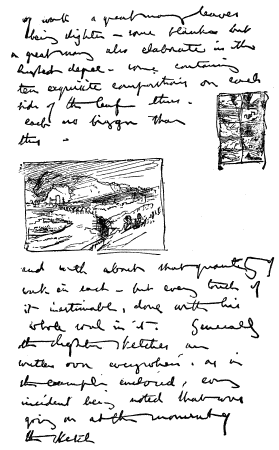 of work - a great many leaves
being slighter - some blanks but
a great many also elaborate in the
highest degree - some containing
ten exquisite compositions on each
side of the leaf thus -
each no bigger than
this -
and with about that quantity of
work in each - but every touch of
it inestimable, done with his
whole soul in it. Generally
the slighter sketches are
written over everywhere, as in
the example enclosed, every
incident being noted that was
going on at the moment of
the sketch